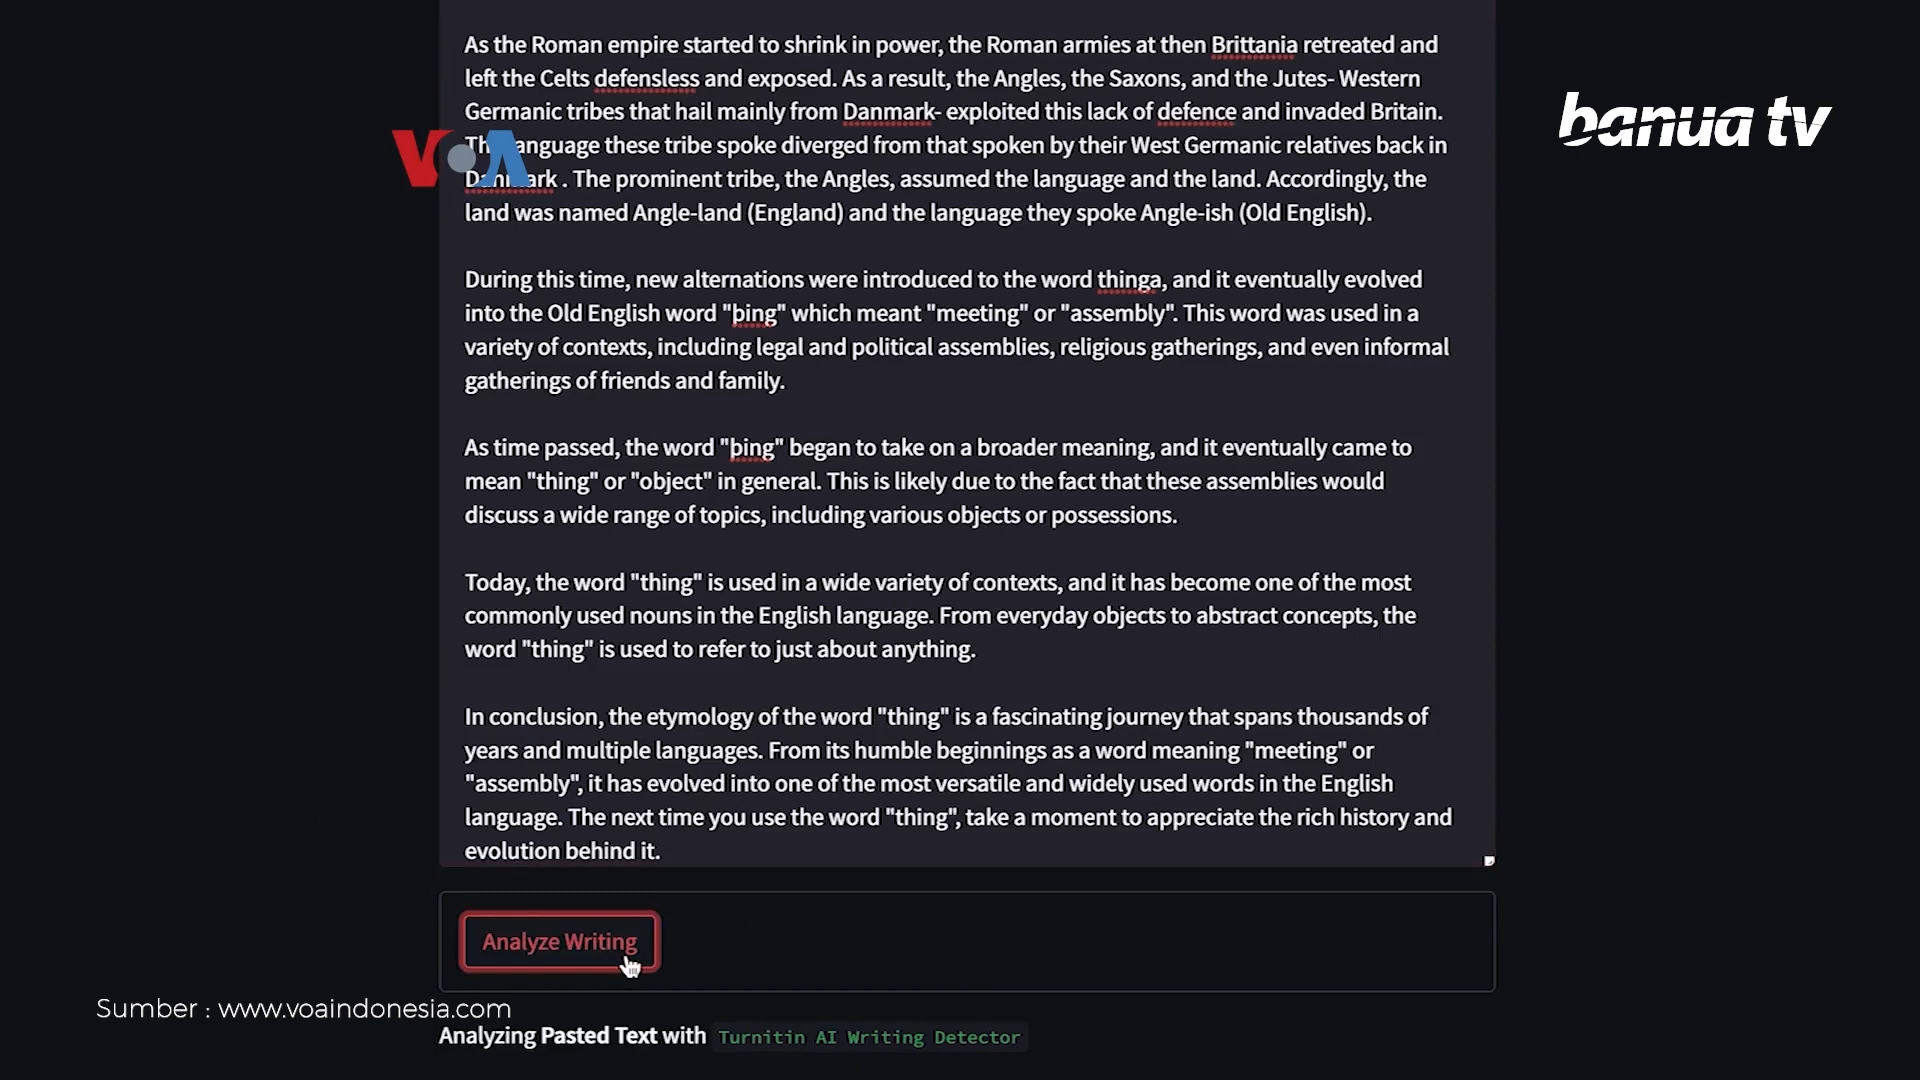 As the Roman empire started to shrink in power, the Roman armies at then Brittania retreated and
left the Celts defensless and exposed. As a result, the Angles, the Saxons, and the Jutes- Western
Germanic tribes that hail mainly from Danmark- exploited this lack of defence and invaded Britain.
The language these tribe spoke diverged from that spoken by their West Germanic relatives back in
Danmark . The prominent tribe, the Angles, assumed the language and the land. Accordingly, the
land was named Angle-land (England) and the language they spoke Angle-ish (Old English).
During this time, new alternations were introduced to the word thinga, and it eventually evolved
into the Old English word "þing" which meant "meeting" or "assembly". This word was used in a
variety of contexts, including legal and political assemblies, religious gatherings, and even informal
gatherings of friends and family.
As time passed, the word "þing" began to take on a broader meaning, and it eventually came to
mean "thing" or "object" in general. This is likely due to the fact that these assemblies would
discuss a wide range of topics, including various objects or possessions.
Today, the word "thing" is used in a wide variety of contexts, and it has become one of the most
commonly used nouns in the English language. From everyday objects to abstract concepts, the
word "thing" is used to refer to just about anything.
In conclusion, the etymology of the word "thing" is a fascinating journey that spans thousands of
years and multiple languages. From its humble beginnings as a word meaning "meeting" or
"assembly", it has evolved into one of the most versatile and widely used words in the English
language. The next time you use the word "thing", take a moment to appreciate the rich history and
evolution behind it.
VOA
banua tv
Analyze Writing
Sumber : www.voaindonesia.com
Analyzing Pasted Text with Turnitin AI Writing Detector